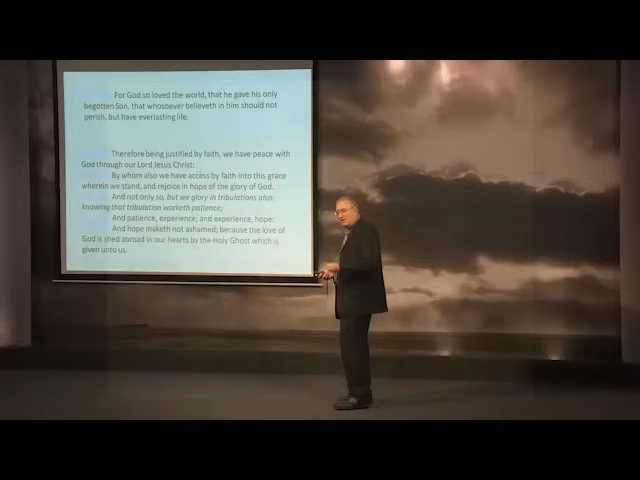 For God so loved the world, that he gave his only
begotten Son, that whosoever believeth in him should not
perish, but have everlasting life.
Therefore being justified by faith, we have peace with
God through our Lord Jesus Christ:
By whom also we have access by faith into this grace
wherein we stand, and rejoice in hope of the glory of God.
And not only so, but we glory in tribulations also:
knowing that tribulation worketh patience;
And patience, experience; and experience, hope:
And hope maketh not ashamed; because the love of
God is shed abroad in our hearts by the Holy Ghost which is
given unto us.